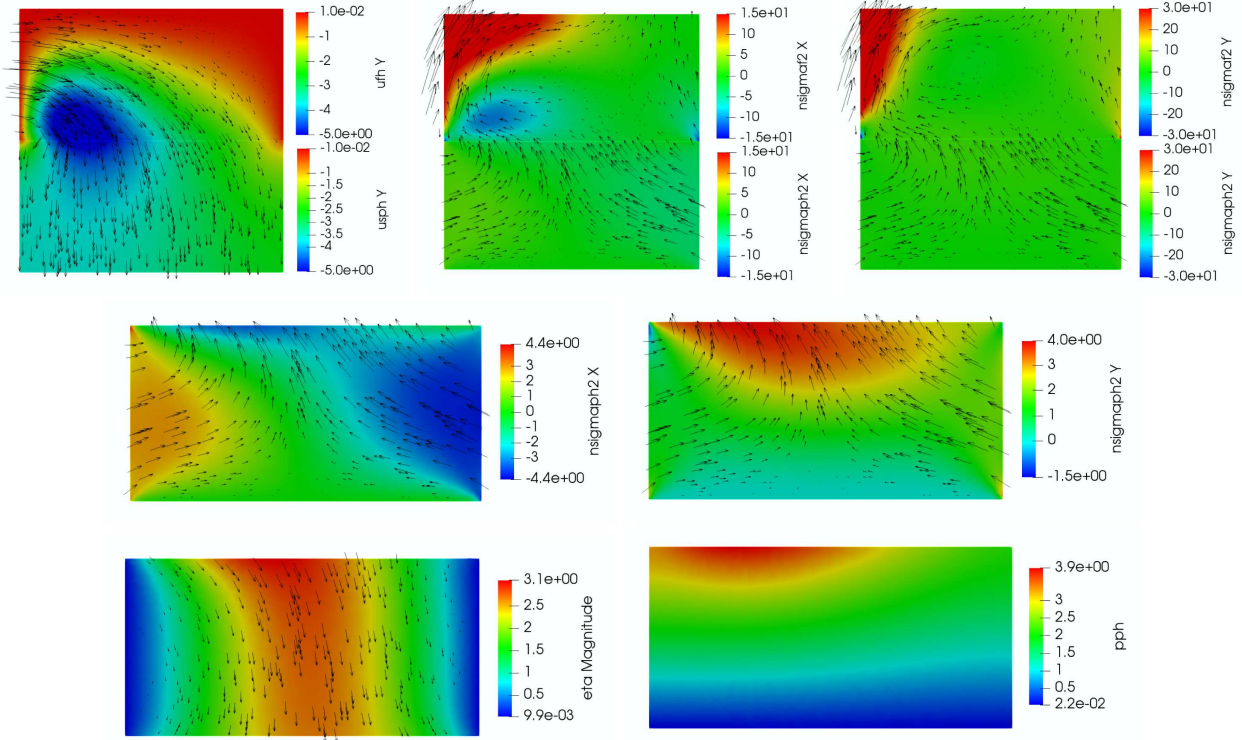 1.0e-02
-1
-2
-3
-4
-5.0e+00
ufh Y
-1.0e-02
-1
-1.5
-2
-2.5
-3
-3.5
-4
-5.0e+00
usph Y
1.5e+01
10
5
0
-5
-10
-1.5e+01
nsigmaf2 X
1.5e+01
10
5
0
-5
-10
-1.5e+01
nsigmaph2 X
3.0e+01
20
10
0
-10
-20
-3.0e+01
nsigmaf2 Y
3.0e+01
20
10
0
-10
-20
-3.0e+01
nsigmaph2 Y
4.4e+00
3
2
1
0
-1
-2
-3
-4.4e+00
nsigmaph2 X
4.0e+00
3
2
1
0
-1.5e+00
nsigmaph2 Y
3.1e+00
2.5
2
1.5
1
0.5
9.9e-03
eta Magnitude
3.9e+00
3
2.5
2
1.5
1
0.5
2.2e-02
pph